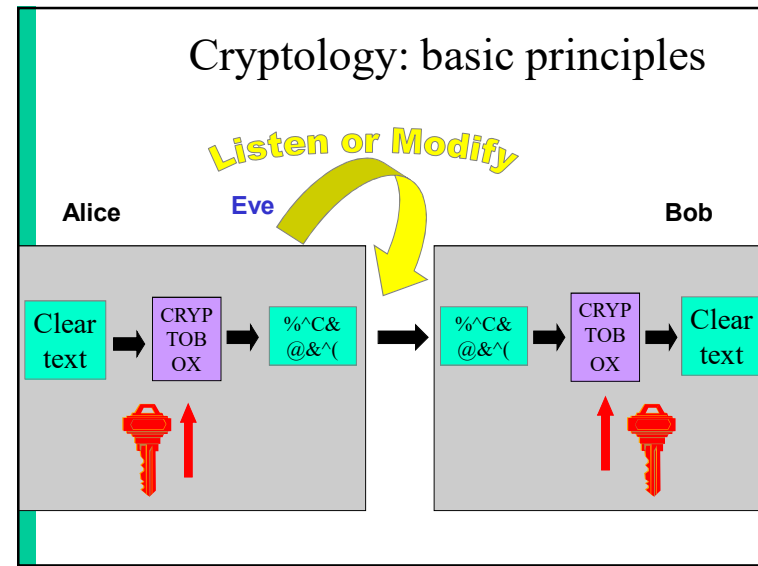 Cryptology: basic principles
Listen or Modify
Alice
Eve
Bob
Clear
text
CRYP
TOB
OX
%^C&
@&^(
%^C&
@&^(
CRYP
TOB
OX
Clear
text